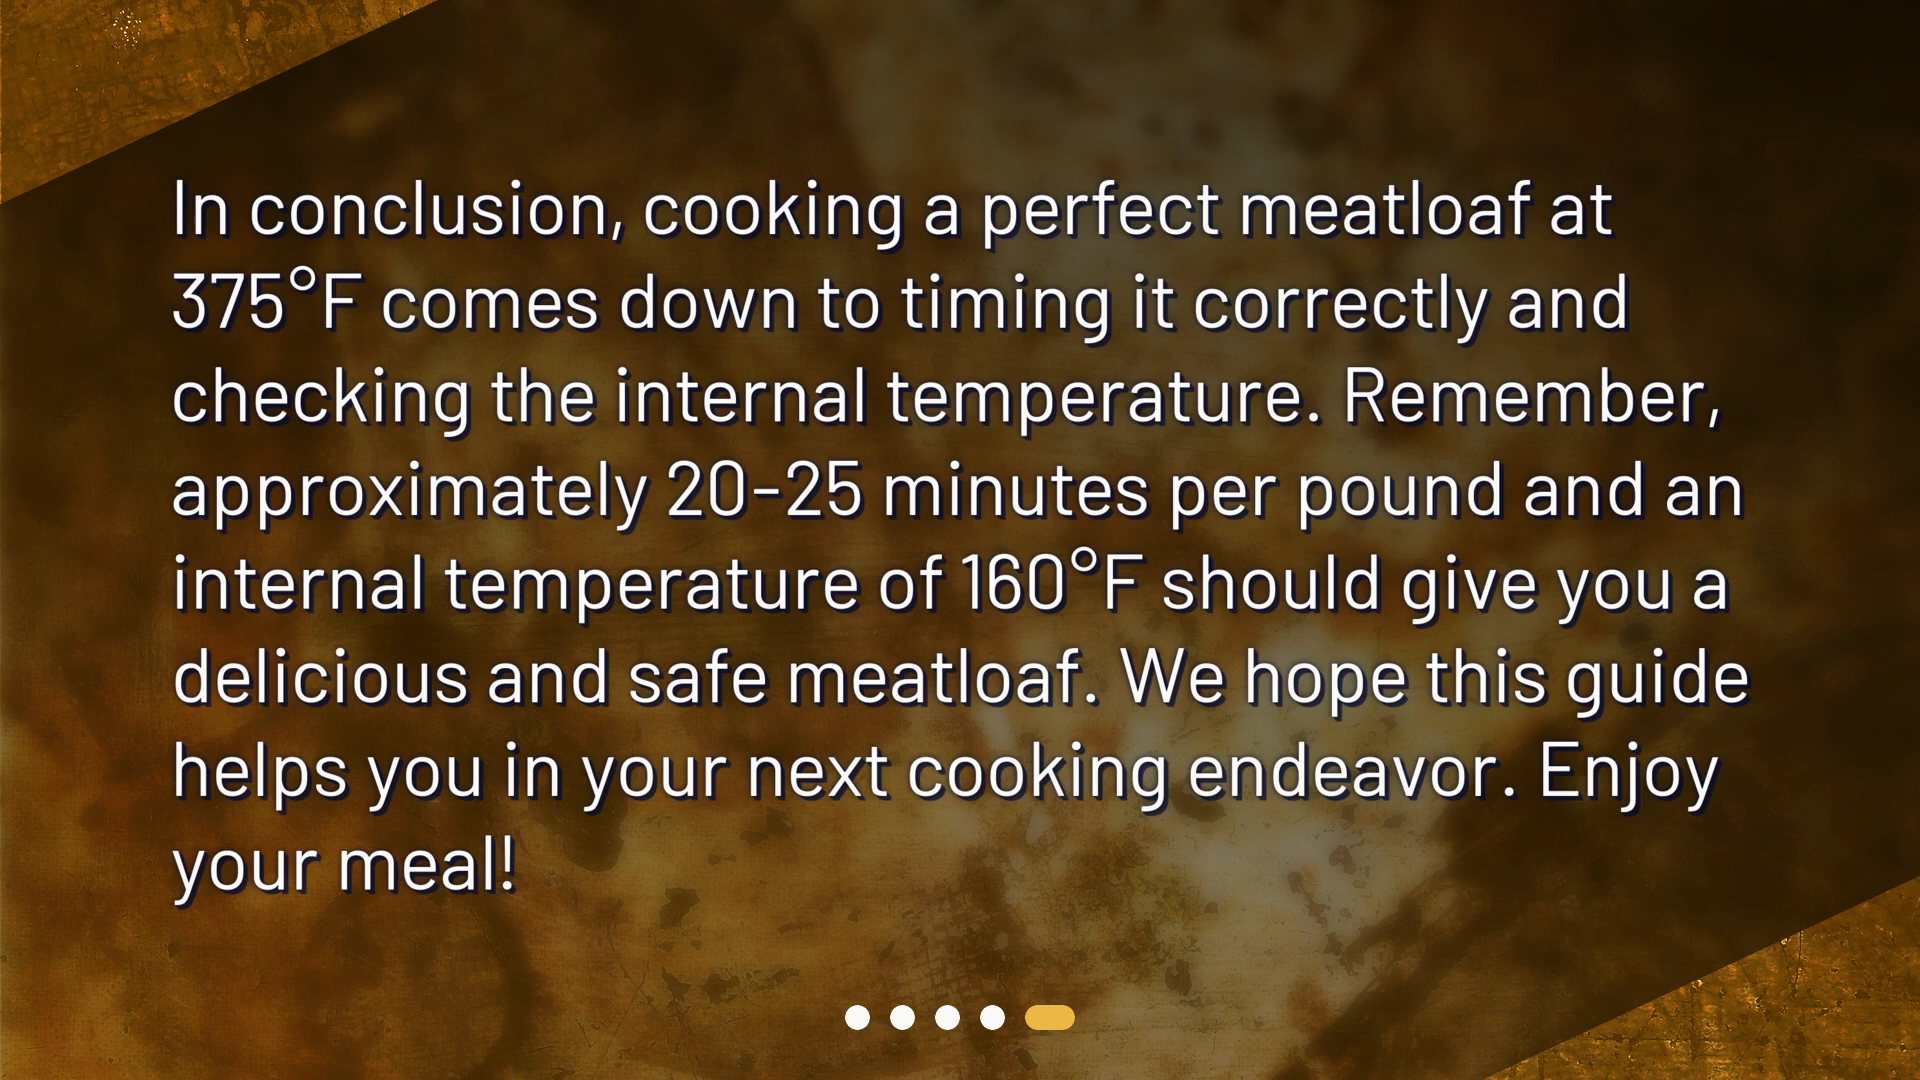 In conclusion, cooking a perfect meatloaf at
375°F comes down to timing it correctly and
checking the internal temperature. Remember,
approximately 20-25 minutes per pound and an
internal temperature of 160°F should give you a
delicious and safe meatloaf. We hope this guide
helps you in your next cooking endeavor. Enjoy
your meal!